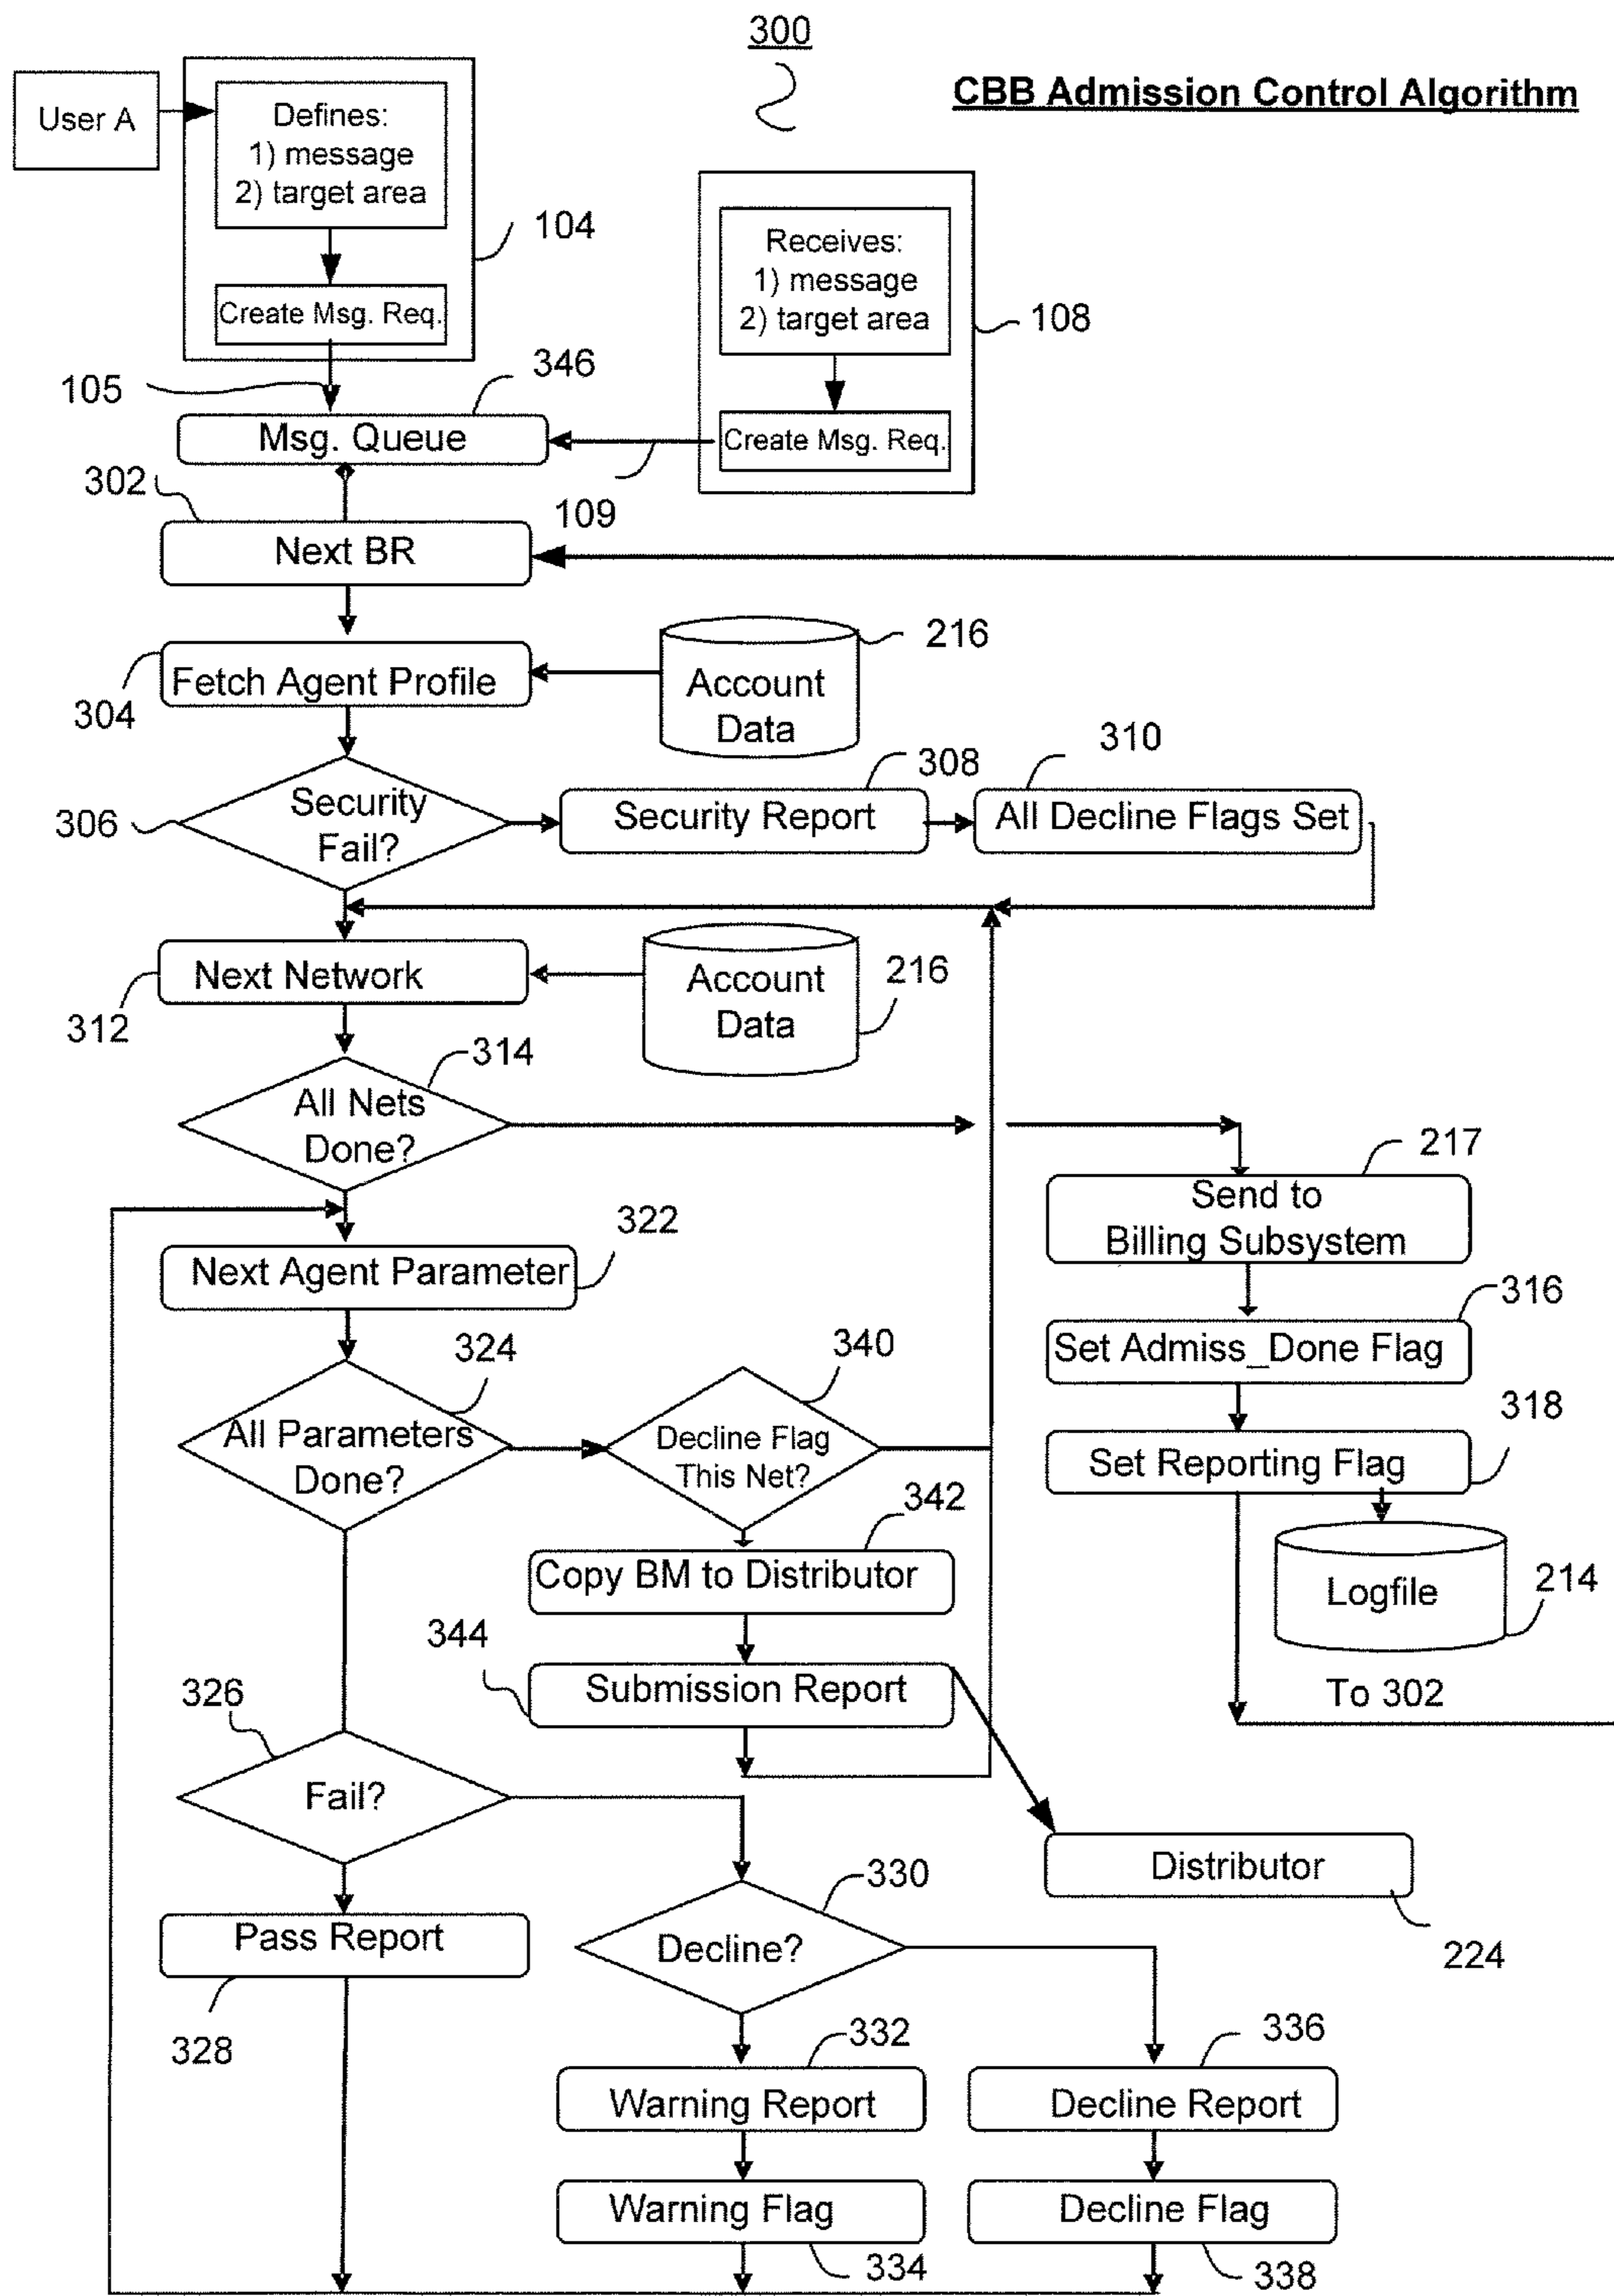 300
CBB Admission Control Algorithm
User A
Defines:
1) message
2) target area
104
Create Msg. Req.
Receives:
1) message
2) target area
108
Create Msg. Req.
105
346
Msg. Queue
109
302
Next BR
304
Fetch Agent Profile
216
Account
Data
306
Security
Fail?
308
Security Report
310
All Decline Flags Set
312
Next Network
216
Account
Data
314
All Nets
Done?
217
Send to
Billing Subsystem
322
Next Agent Parameter
316
Set Admiss_Done Flag
324
All Parameters
Done?
340
Decline Flag
This Net?
318
Set Reporting Flag
342
Copy BM to Distributor
214
Logfile
344
Submission Report
To 302
326
Fail?
Distributor
224
330
Decline?
Pass Report
328
332
Warning Report
336
Decline Report
Warning Flag
334
Decline Flag
338